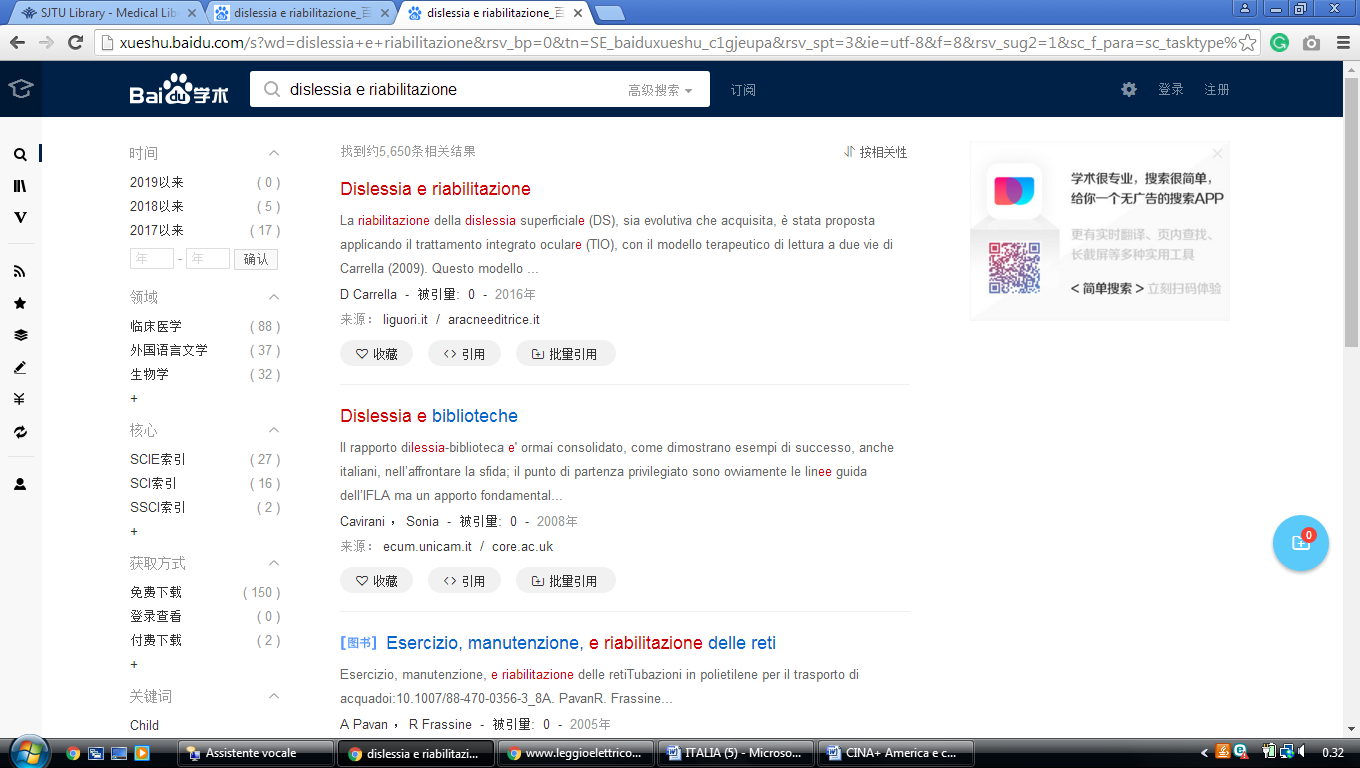 SJTU Library - Medical Lib
dislessia e riabilitazione_百
dislessia e riabilitazione_百
xueshu.baidu.com/s?wd=dislessia+e+riabilitazione&rsv_bp=0&tn=SE_baiduxueshu_c1gjeupa&rsv_spt=3&ie=utf-8&f=8&rsv_sug2=1&sc_f_para=sc_tasktype%
Bai du 学术
dislessia e riabilitazione
高级搜索
订阅
登录
注册
时间
2019以来 ( 0 )
2018以来 ( 5 )
2017以来 ( 17 )
年 - 年 确认
领域
临床医学 ( 88 )
外国语言文学 ( 37 )
生物学 ( 32 )
+
核心
SCIE索引 ( 27 )
SCI索引 ( 16 )
SSCI索引 ( 2 )
+
获取方式
免费下载 ( 150 )
登录查看 ( 0 )
付费下载 ( 2 )
+
关键词
Child
找到约5,650条相关结果
按相关性
Dislessia e riabilitazione
La riabilitazione della dislessia superficiale (DS), sia evolutiva che acquisita, è stata proposta
applicando il trattamento integrato oculare (TIO), con il modello terapeutico di lettura a due vie di
Carrella (2009). Questo modello ...
D Carrella - 被引量: 0 - 2016年
来源： liguori.it / aracneeditrice.it
收藏 <> 引用 批量引用
Dislessia e biblioteche
Il rapporto dilessia-biblioteca e' ormai consolidato, come dimostrano esempi di successo, anche
italiani, nell'affrontare la sfida; il punto di partenza privilegiato sono ovviamente le linee guida
dell'IFLA ma un apporto fondamental...
Cavirani ， Sonia - 被引量: 0 - 2008年
来源： ecum.unicam.it / core.ac.uk
收藏 <> 引用 批量引用
[图书] Esercizio, manutenzione, e riabilitazione delle reti
Esercizio, manutenzione, e riabilitazione delle retiTubazioni in polietilene per il trasporto di
acquadoi:10.1007/88-470-0356-3_8A. PavanR. Frassine...
A Pavan ， R Frassine - 被引量: 0 - 2005年
学术很专业，搜索很简单，
给你一个无广告的搜索APP
更有实时翻译、页内查找、
长截屏等多种实用工具
< 简单搜索 > 立刻扫码体验
0
Assistente vocale
dislessia e riabilitazi...
www.leggioelettrico...
ITALIA (5) - Microso...
CINA+ America e c...
0.32